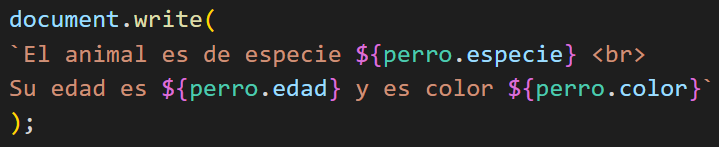 document.write(
`El animal es de especie ${perro.especie} <br>
Su edad es ${perro.edad} y es color ${perro.color}`
);